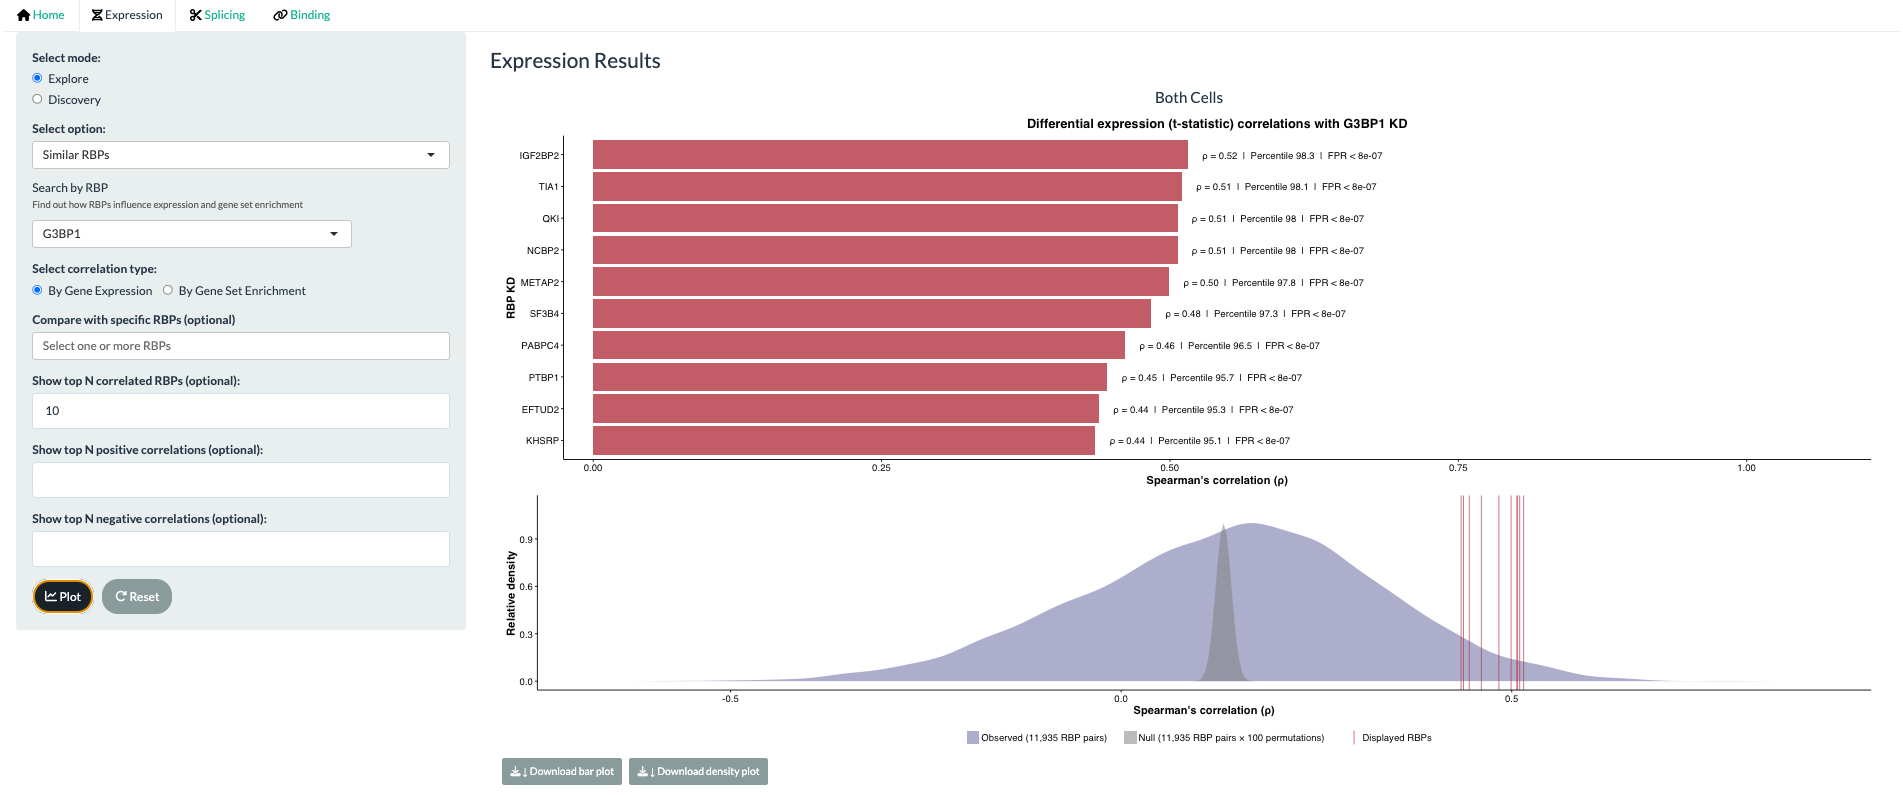 Home Expression Splicing Binding
Select mode:
Explore
Discovery
Select option:
Similar RBPs
Search by RBP
Find out how RBPs influence expression and gene set enrichment
G3BP1
Select correlation type:
By Gene Expression By Gene Set Enrichment
Compare with specific RBPs (optional)
Select one or more RBPs
Show top N correlated RBPs (optional):
10
Show top N positive correlations (optional):
Show top N negative correlations (optional):
Plot Reset
Expression Results
Both Cells
Differential expression (t-statistic) correlations with G3BP1 KD
RBP KD
IGF2BP2 ρ = 0.52 | Percentile 98.3 | FPR < 8e-07
TIA1 ρ = 0.51 | Percentile 98.1 | FPR < 8e-07
QKI ρ = 0.51 | Percentile 98 | FPR < 8e-07
NCBP2 ρ = 0.51 | Percentile 98 | FPR < 8e-07
METAP2 ρ = 0.50 | Percentile 97.8 | FPR < 8e-07
SF3B4 ρ = 0.48 | Percentile 97.3 | FPR < 8e-07
PABPC4 ρ = 0.46 | Percentile 96.5 | FPR < 8e-07
PTBP1 ρ = 0.45 | Percentile 95.7 | FPR < 8e-07
EFTUD2 ρ = 0.44 | Percentile 95.3 | FPR < 8e-07
KHSRP ρ = 0.44 | Percentile 95.1 | FPR < 8e-07
0.00 0.25 0.50 0.75 1.00
Spearman's correlation (ρ)
Relative density
0.9
0.6
0.3
0.0
-0.5 0.0 0.5
Spearman's correlation (ρ)
Observed (11,935 RBP pairs) Null (11,935 RBP pairs × 100 permutations) Displayed RBPs
↓ Download bar plot ↓ Download density plot